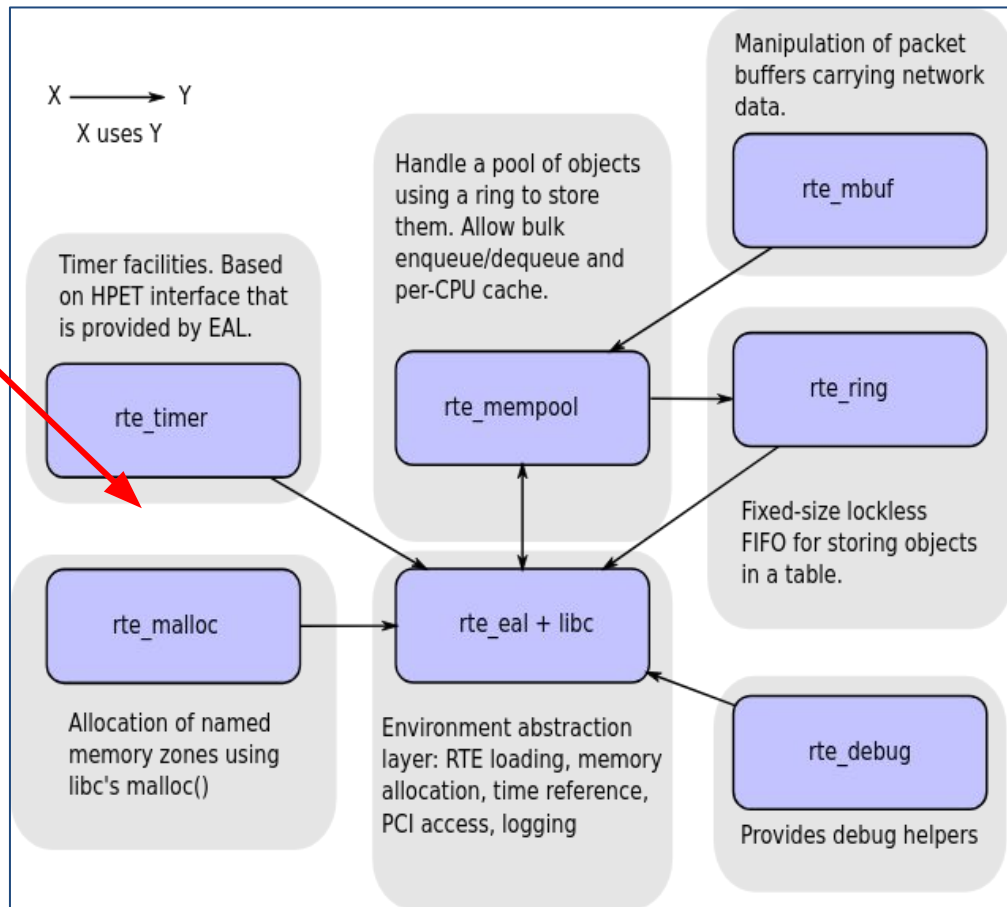 X Y
X uses Y
Manipulation of packet
buffers carrying network
data.
rte_mbuf
Handle a pool of objects
using a ring to store
them. Allow bulk
enqueue/dequeue and
per-CPU cache.
rte_mempool
Timer facilities. Based
on HPET interface that
is provided by EAL.
rte_timer
rte_ring
Fixed-size lockless
FIFO for storing objects
in a table.
rte_malloc
Allocation of named
memory zones using
libc's malloc()
rte_eal + libc
Environment abstraction
layer: RTE loading, memory
allocation, time reference,
PCI access, logging
rte_debug
Provides debug helpers